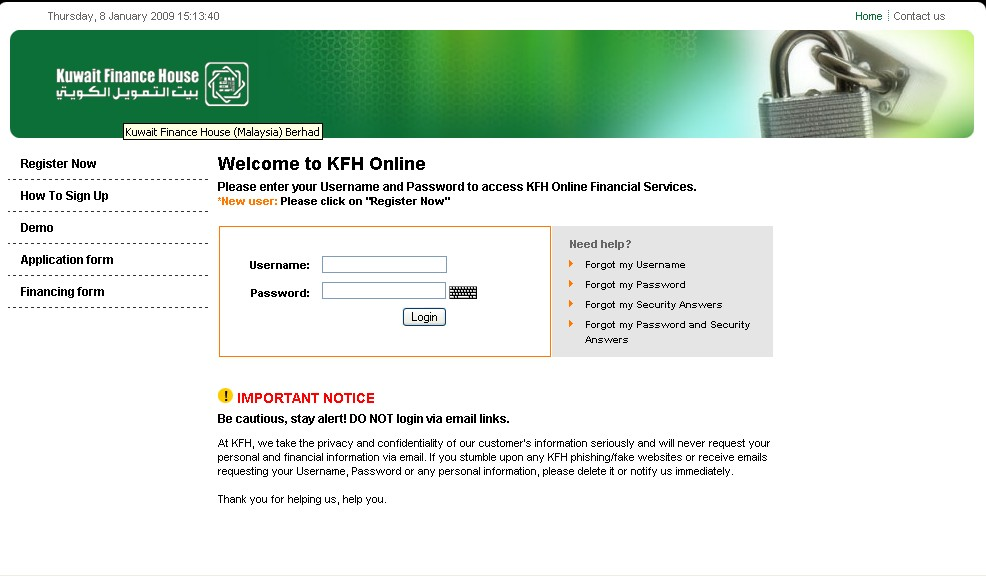 Thursday, 8 January 2009 15:13:40
Home
Contact us
Kuwait Finance House
بيت التمويل الكويتي
Kuwait Finance House (Malaysia) Berhad
Register Now
How To Sign Up
Demo
Application form
Financing form
Welcome to KFH Online
Please enter your Username and Password to access KFH Online Financial Services.
*New user: Please click on "Register Now"
Username:
Password:
Login
Need help?
Forgot my Username
Forgot my Password
Forgot my Security Answers
Forgot my Password and Security
Answers
! IMPORTANT NOTICE
Be cautious, stay alert! DO NOT login via email links.
At KFH, we take the privacy and confidentiality of our customer's information seriously and will never request your
personal and financial information via email. If you stumble upon any KFH phishing/fake websites or receive emails
requesting your Username, Password or any personal information, please delete it or notify us immediately.
Thank you for helping us, help you.